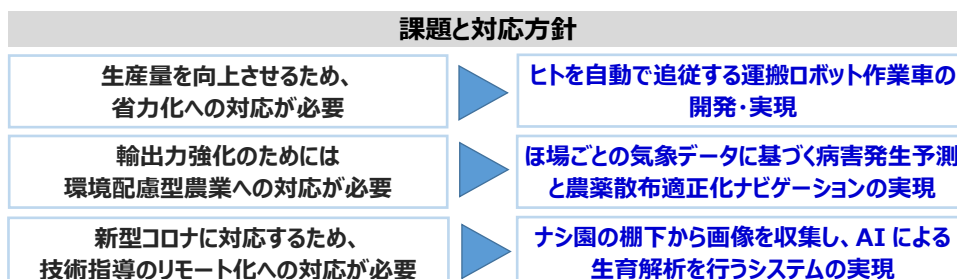 課題と対応方針
生産量を向上させるため、
省力化への対応が必要
ヒトを自動で追従する運搬ロボット作業車の
開発・実現
輸出力強化のためには
環境配慮型農業への対応が必要
ほ場ごとの気象データに基づく病害発生予測
と農薬散布適正化ナビゲーションの実現
新型コロナに対応するため、
技術指導のリモート化への対応が必要
ナシ園の棚下から画像を収集し、AI による
生育解析を行うシステムの実現